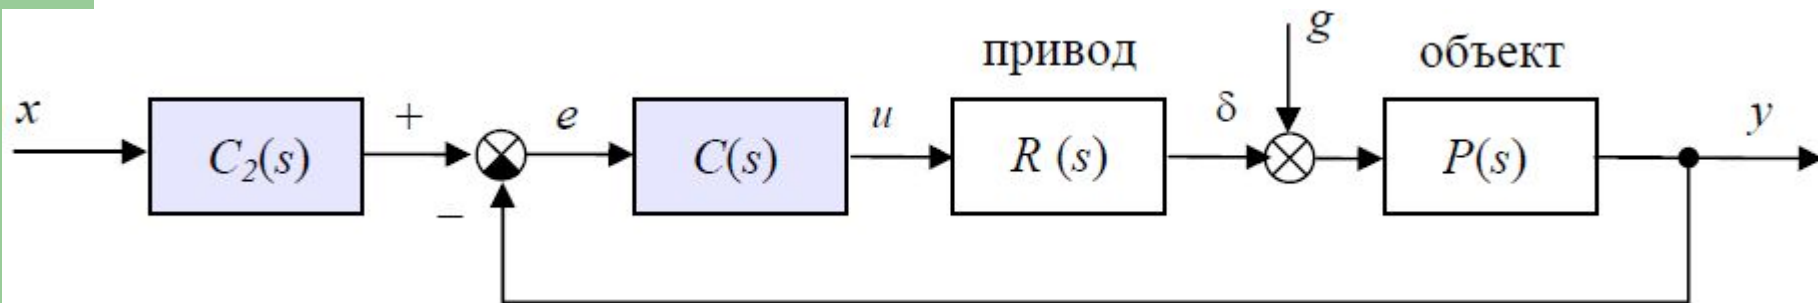 g
привод
объект
x
+
e
u
δ
y
C₂(s)
C(s)
R (s)
P(s)
−